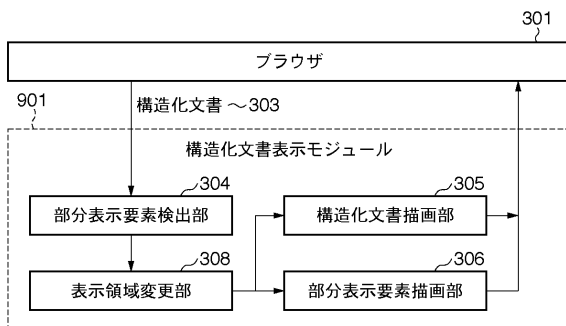 301
ブラウザ
構造化文書 ～303
901
構造化文書表示モジュール
304
部分表示要素検出部
305
構造化文書描画部
308
表示領域変更部
306
部分表示要素描画部